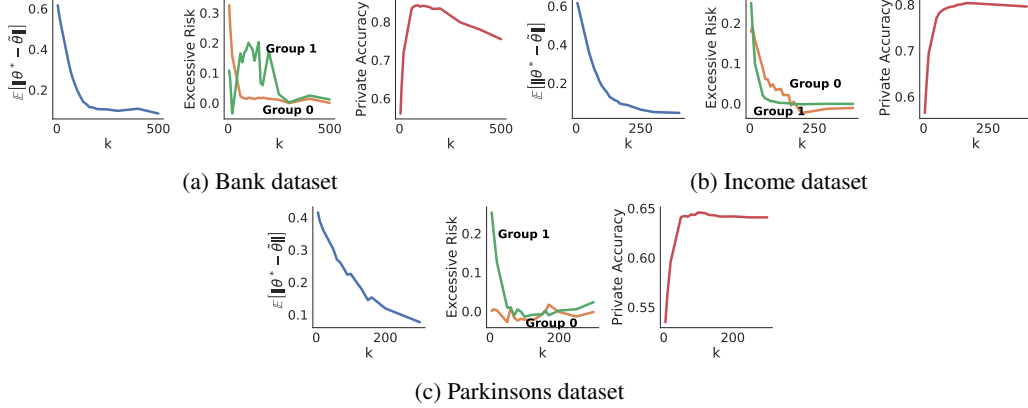 𝔼[‖θ* − θ̃‖]
0.6
0.4
0.2
0
500
k
Excessive Risk
0.3
0.2
0.1
0.0
Group 1
Group 0
0
250
500
k
Private Accuracy
0.8
0.7
0.6
0
250
500
k
(a) Bank dataset
𝔼[‖θ* − θ̃‖]
0.6
0.4
0.2
0
250
k
Excessive Risk
0.2
0.1
0.0
Group 0
Group 1
0
250
k
Private Accuracy
0.8
0.7
0.6
0
250
k
(b) Income dataset
𝔼[‖θ* − θ̃‖]
0.4
0.3
0.2
0.1
0
200
k
Excessive Risk
0.2
0.1
0.0
Group 1
Group 0
0
200
k
Private Accuracy
0.65
0.60
0.55
0
200
k
(c) Parkinsons dataset